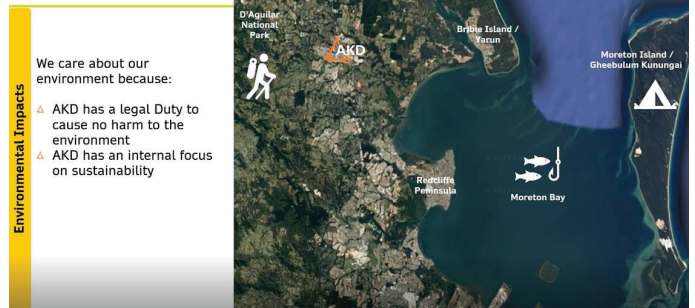 Environmental Impacts
We care about our
environment because:
AKD has a legal Duty to
cause no harm to the
environment
AKD has an internal focus
on sustainability
D'Aguilar
National
Park
AKD
Bribie Island /
Yarun
Moreton Island /
Gheebulum Kunungai
Redcliffe
Peninsula
Moreton Bay